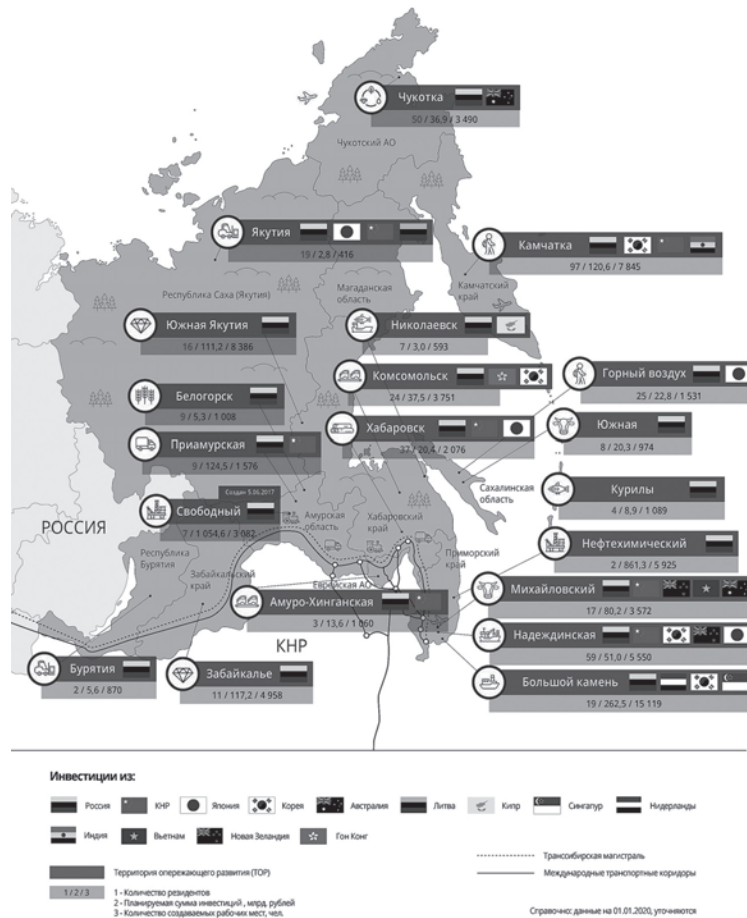 Чукотка
50 / 36,9 / 3 490
Чукотский АО
Якутия
19 / 2,8 / 416
Камчатка
97 / 120,6 / 7 845
Республика Саха (Якутия)
Магаданская
область
Камчатский
край
Южная Якутия
16 / 111,2 / 8 386
Николаевск
7 / 3,0 / 593
Комсомольск
24 / 37,5 / 3 751
Горный воздух
25 / 22,8 / 1 531
Белогорск
9 / 5,3 / 1 008
Хабаровск
37 / 20,4 / 2 076
Южная
8 / 20,3 / 974
Приамурская
9 / 124,5 / 1 576
Сахалинская
область
Курилы
4 / 8,9 / 1 089
Создан 5.06.2017
Свободный
7 / 1 054,6 / 3 082
РОССИЯ
Амурская
область
Хабаровский
край
Нефтехимический
2 / 861,3 / 5 925
Республика
Бурятия
Забайкальский
край
Еврейская АО
Приморский
край
Михайловский
17 / 80,2 / 3 572
Амуро-Хинганская
3 / 13,6 / 1 060
КНР
Надеждинская
59 / 51,0 / 5 550
Бурятия
2 / 5,6 / 870
Забайкалье
11 / 117,2 / 4 958
Большой камень
19 / 262,5 / 15 119
Инвестиции из:
Россия
КНР
Япония
Корея
Австралия
Литва
Кипр
Сингапур
Нидерланды
Индия
Вьетнам
Новая Зеландия
Гон Конг
Территория опережающего развития (ТОР)
Транссибирская магистраль
Международные транспортные коридоры
1 / 2 / 3
1 - Количество резидентов
2 - Планируемая сумма инвестиций , млрд. рублей
3 - Количество создаваемых рабочих мест, чел.
Справочно: данные на 01.01.2020, уточняются